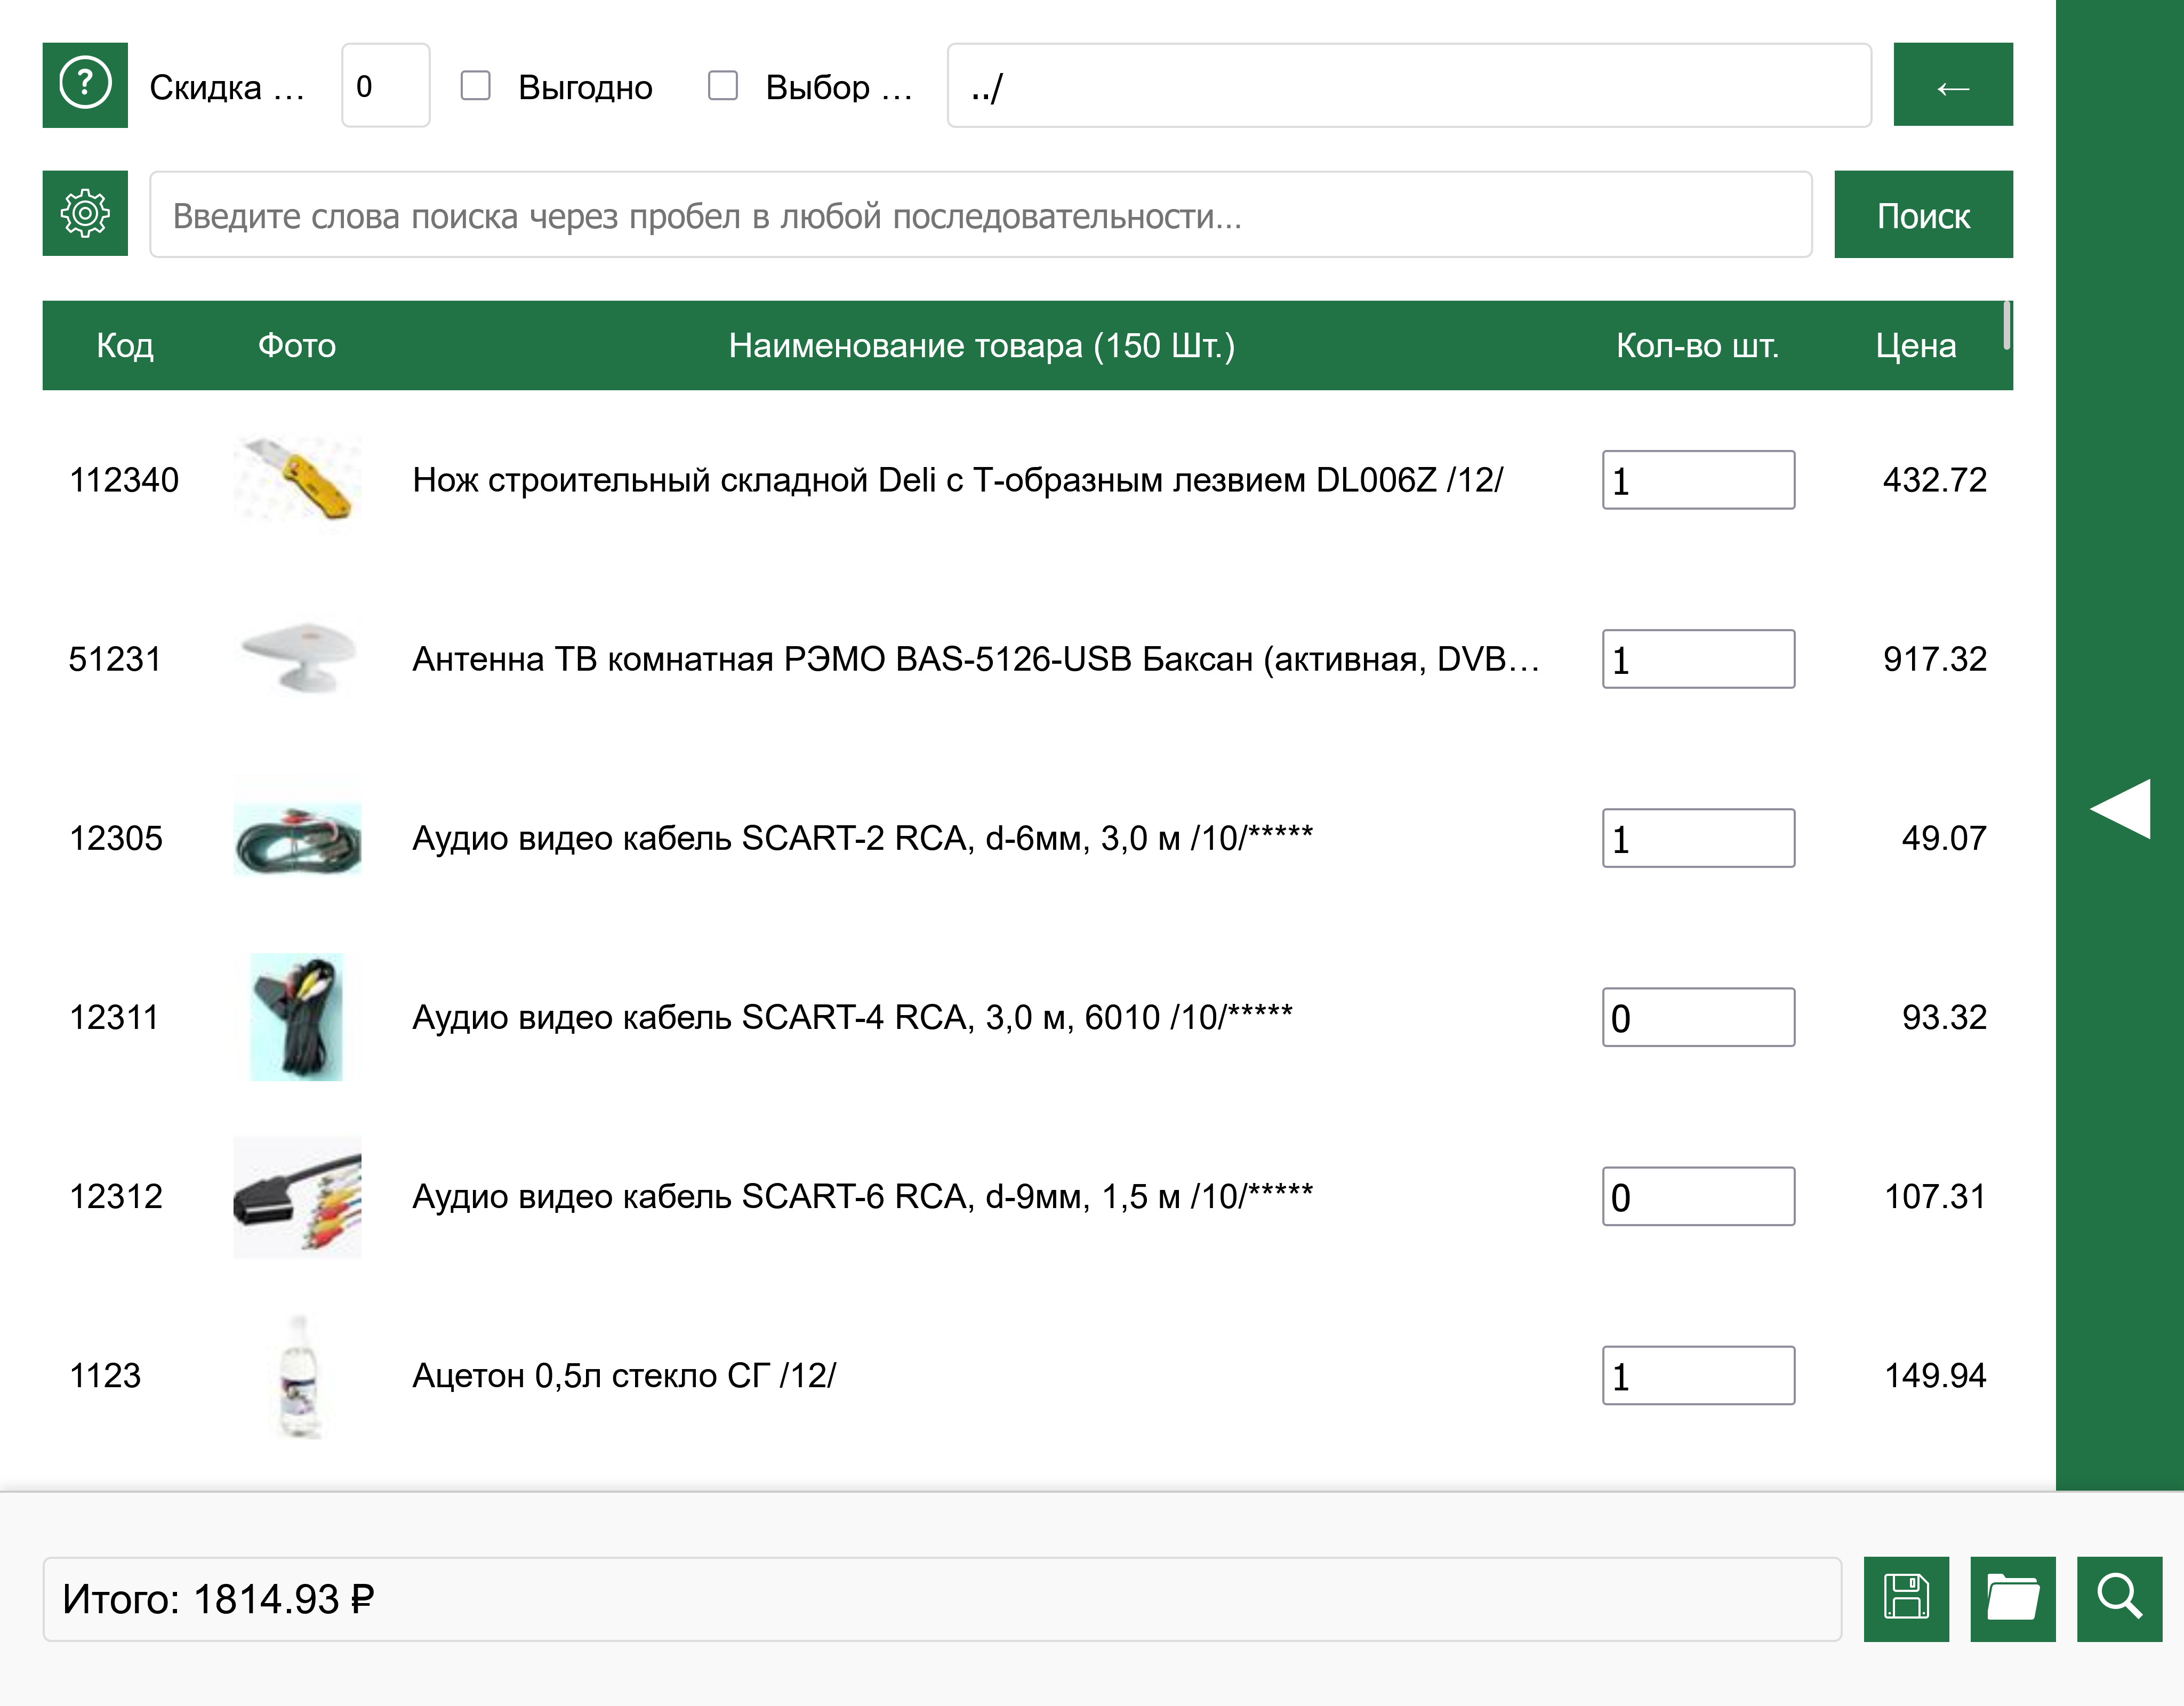 ? Скидка … 0 Выгодно Выбор … ../ ←
Введите слова поиска через пробел в любой последовательности... Поиск
Код Фото Наименование товара (150 Шт.) Кол-во шт. Цена
112340 Нож строительный складной Deli с Т-образным лезвием DL006Z /12/ 1 432.72
51231 Антенна ТВ комнатная РЭМО BAS-5126-USB Баксан (активная, DVB… 1 917.32
12305 Аудио видео кабель SCART-2 RCA, d-6мм, 3,0 м /10/***** 1 49.07
12311 Аудио видео кабель SCART-4 RCA, 3,0 м, 6010 /10/***** 0 93.32
12312 Аудио видео кабель SCART-6 RCA, d-9мм, 1,5 м /10/***** 0 107.31
1123 Ацетон 0,5л стекло СГ /12/ 1 149.94
Итого: 1814.93 ₽